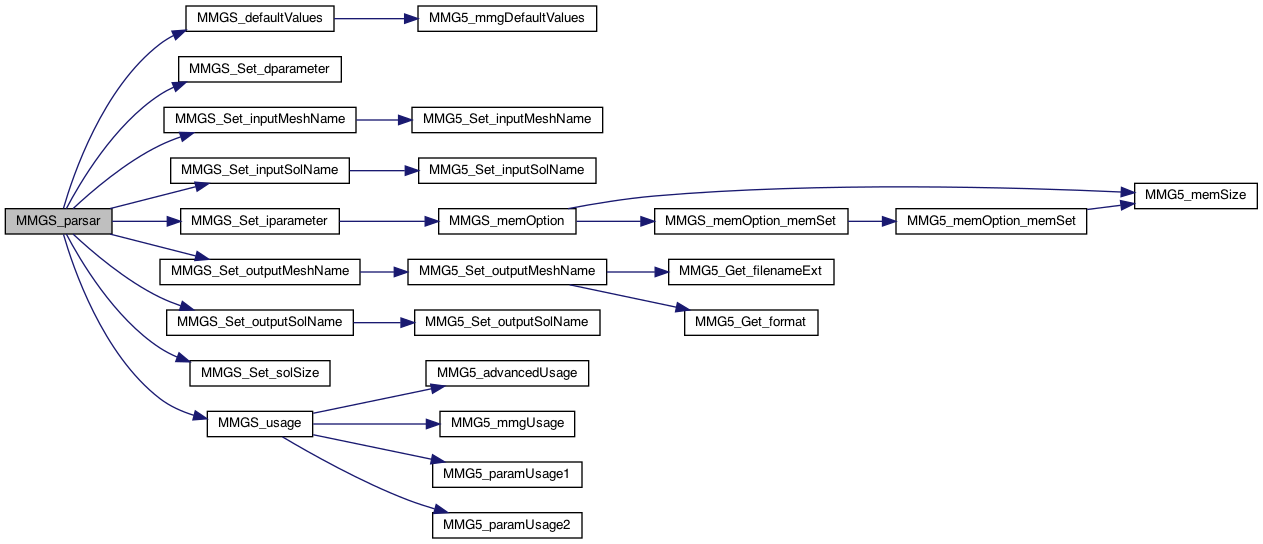 MMGS_defaultValues
MMG5_mmgDefaultValues
MMGS_Set_dparameter
MMGS_Set_inputMeshName
MMG5_Set_inputMeshName
MMGS_Set_inputSolName
MMG5_Set_inputSolName
MMG5_memSize
MMGS_parsar
MMGS_Set_iparameter
MMGS_memOption
MMGS_memOption_memSet
MMG5_memOption_memSet
MMGS_Set_outputMeshName
MMG5_Set_outputMeshName
MMG5_Get_filenameExt
MMGS_Set_outputSolName
MMG5_Set_outputSolName
MMG5_Get_format
MMGS_Set_solSize
MMG5_advancedUsage
MMGS_usage
MMG5_mmgUsage
MMG5_paramUsage1
MMG5_paramUsage2